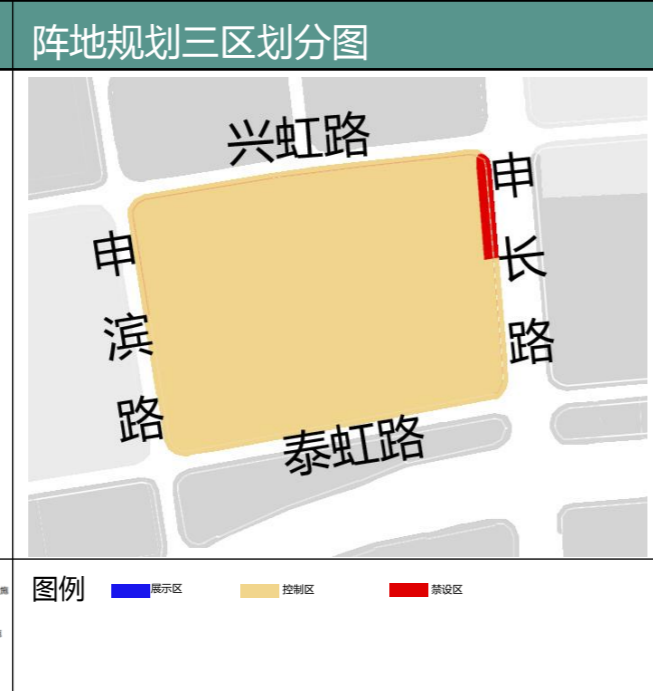 阵地规划三区划分图
兴虹路
申长路
申滨路
泰虹路
图例
展示区
控制区
禁设区